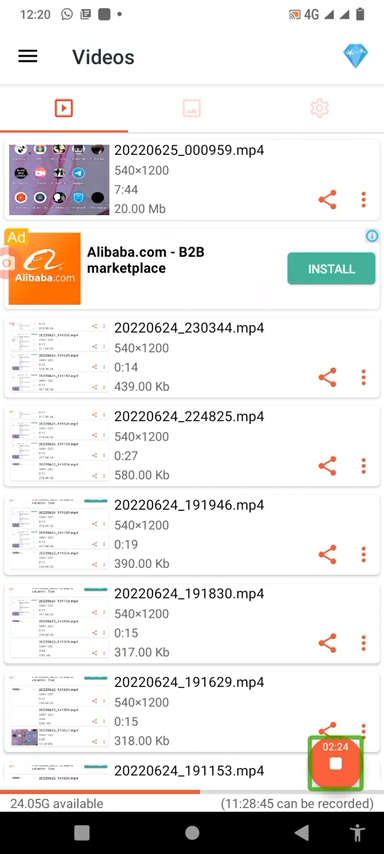 12:20
4G
Videos
20220625_000959.mp4
540×1200
7:44
20.00 Mb
Ad
Alibaba.com
Alibaba.com - B2B
marketplace
INSTALL
20220624_230344.mp4
540×1200
0:14
439.00 Kb
20220624_224825.mp4
540×1200
0:27
580.00 Kb
20220624_191946.mp4
540×1200
0:19
390.00 Kb
20220624_191830.mp4
540×1200
0:15
317.00 Kb
20220624_191629.mp4
540×1200
0:15
318.00 Kb
02:24
20220624_191153.mp4
24.05G available
(11:28:45 can be recorded)